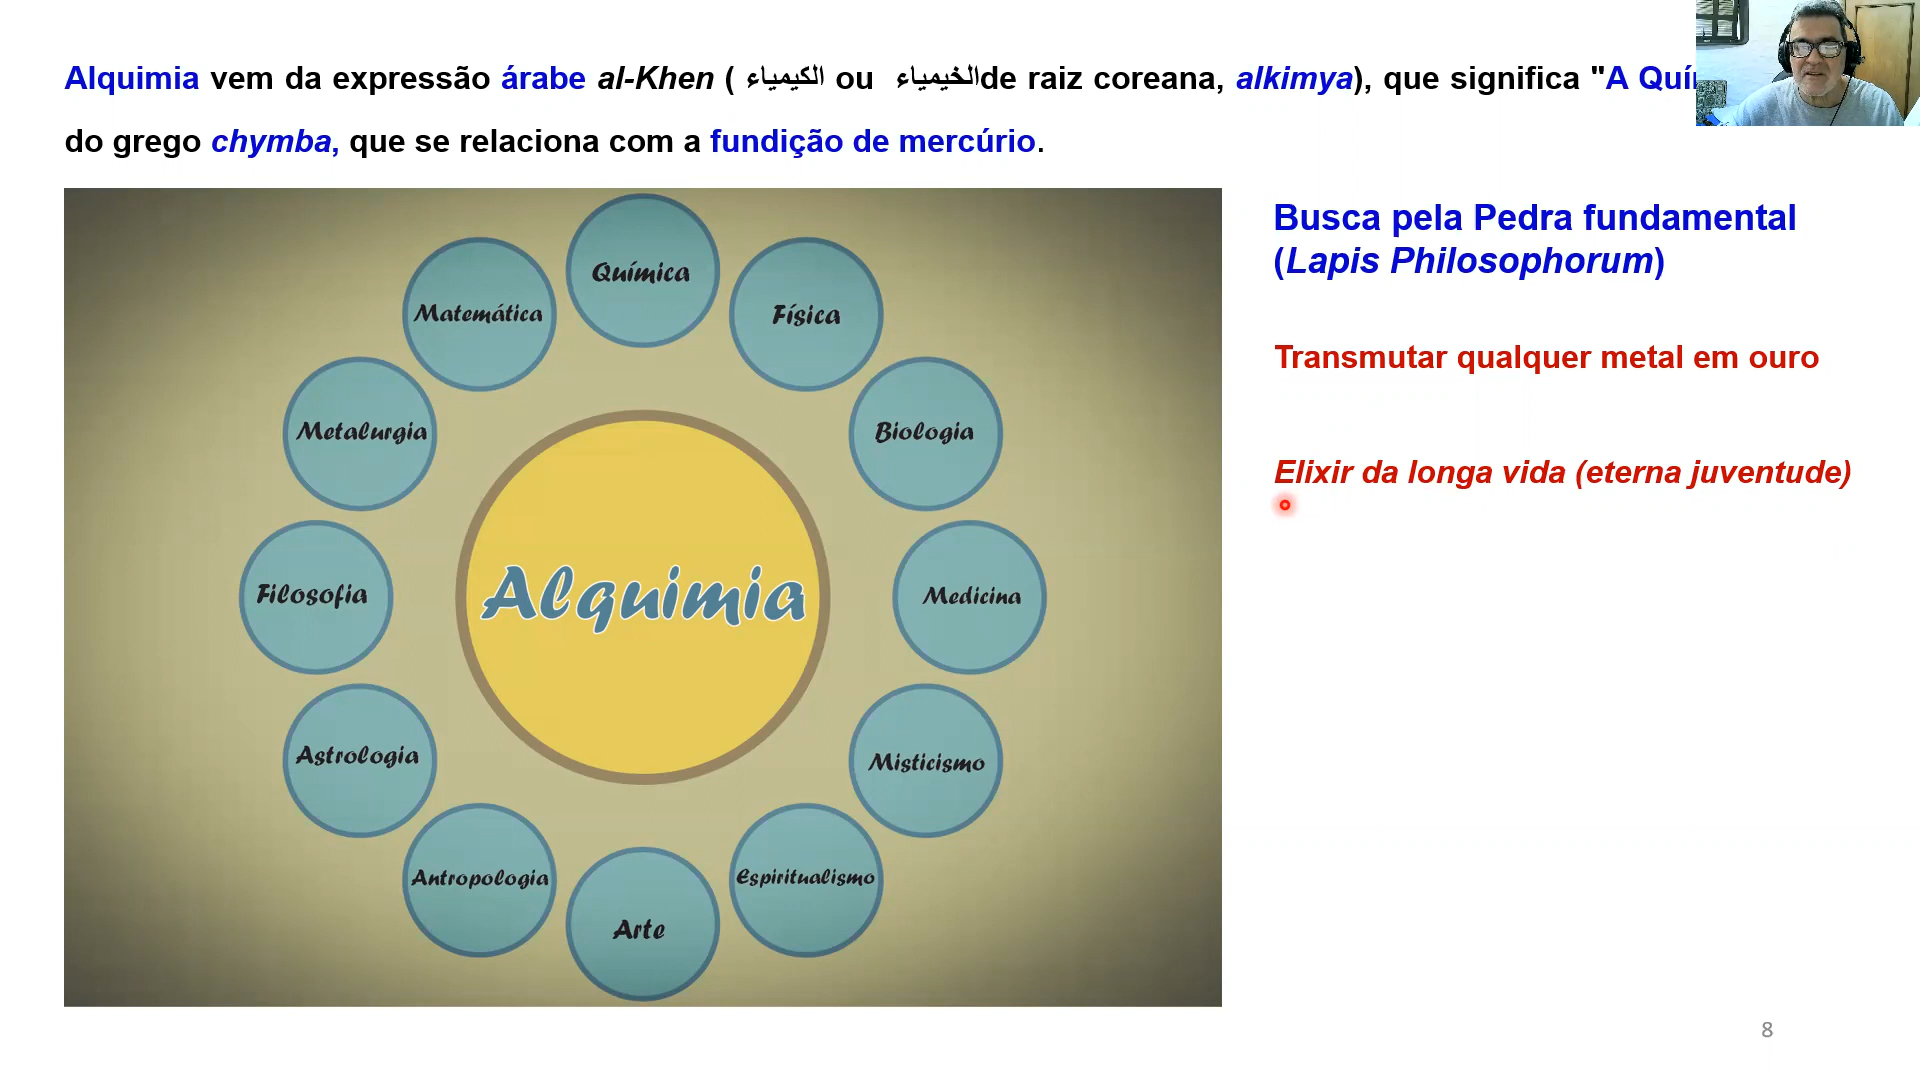 Alquimia vem da expressão árabe al-Khen ( الكيمياء ou الخيمياء de raiz coreana, alkimya), que significa "A Quí
do grego chymba, que se relaciona com a fundição de mercúrio.
Busca pela Pedra fundamental
(Lapis Philosophorum)
Transmutar qualquer metal em ouro
Elixir da longa vida (eterna juventude)
Química
Física
Biologia
Medicina
Misticismo
Espiritualismo
Arte
Antropologia
Astrologia
Filosofia
Metalurgia
Matemática
Alquimia
8